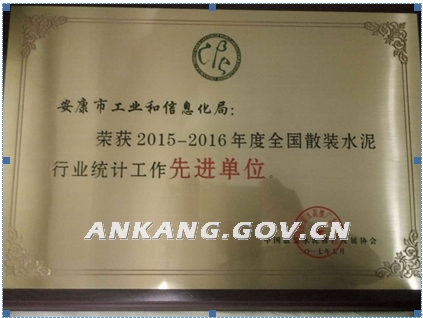 安康市工业和信息化局：
荣获2015-2016年度全国散装水泥
行业统计工作先进单位。
ANKANG.GOV.CN